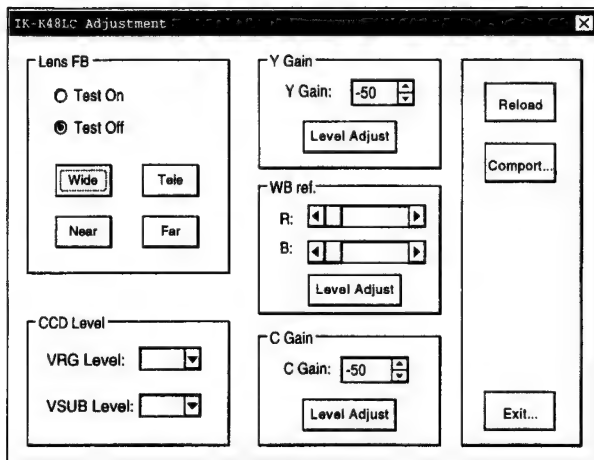 IK-K48LC Adjustment
Lens FB
Test On
Test Off
Wide
Tele
Near
Far
CCD Level
VRG Level:
VSUB Level:
Y Gain
Y Gain: -50
Level Adjust
WB ref.
R:
B:
Level Adjust
C Gain
C Gain: -50
Level Adjust
Reload
Comport...
Exit...